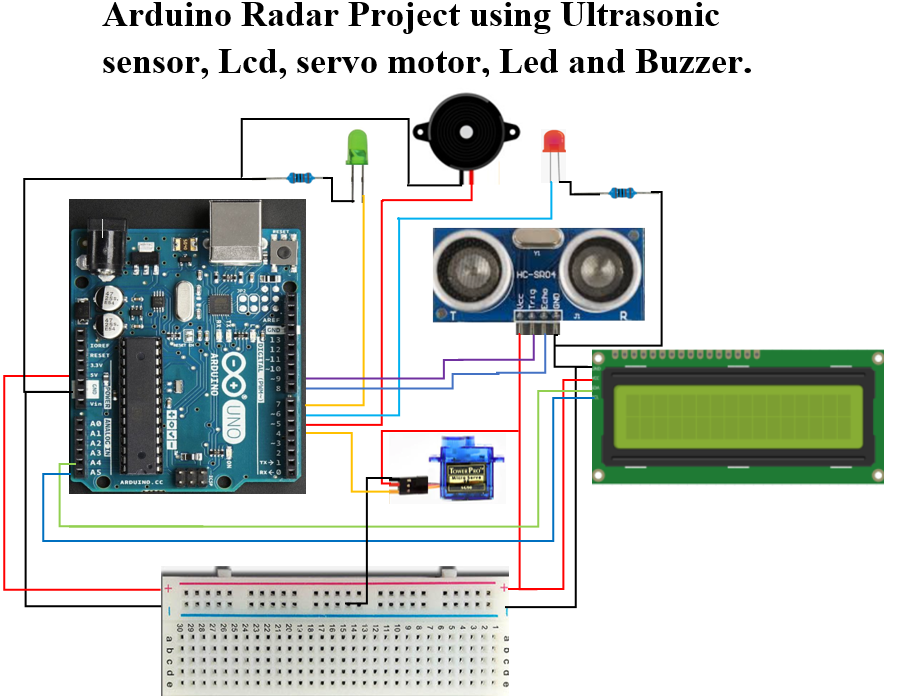 Arduino Radar Project using Ultrasonic
sensor, Lcd, servo motor, Led and Buzzer.
RESET
AREF
GND
13
12
~11
~10
~9
8
7
~6
~5
4
~3
2
TX→1
RX←0
DIGITAL (PWM~)
ARDUINO
UNO
ON
ICSP
IOREF
RESET
3.3V
5V
GND
Vin
POWER
ANALOG IN
A0
A1
A2
A3
A4
A5
ARDUINO.CC
Y1
HC-SR04
Vcc
Trig
Echo
GND
T
J1
R
TowerPro
+ +
30 29 28 27 26 25 24 23 22 21 20 19 18 17 16 15 14 13 12 11 10 9 8 7 6 5 4 3 2 1
a a
b b
c c
d d
e e